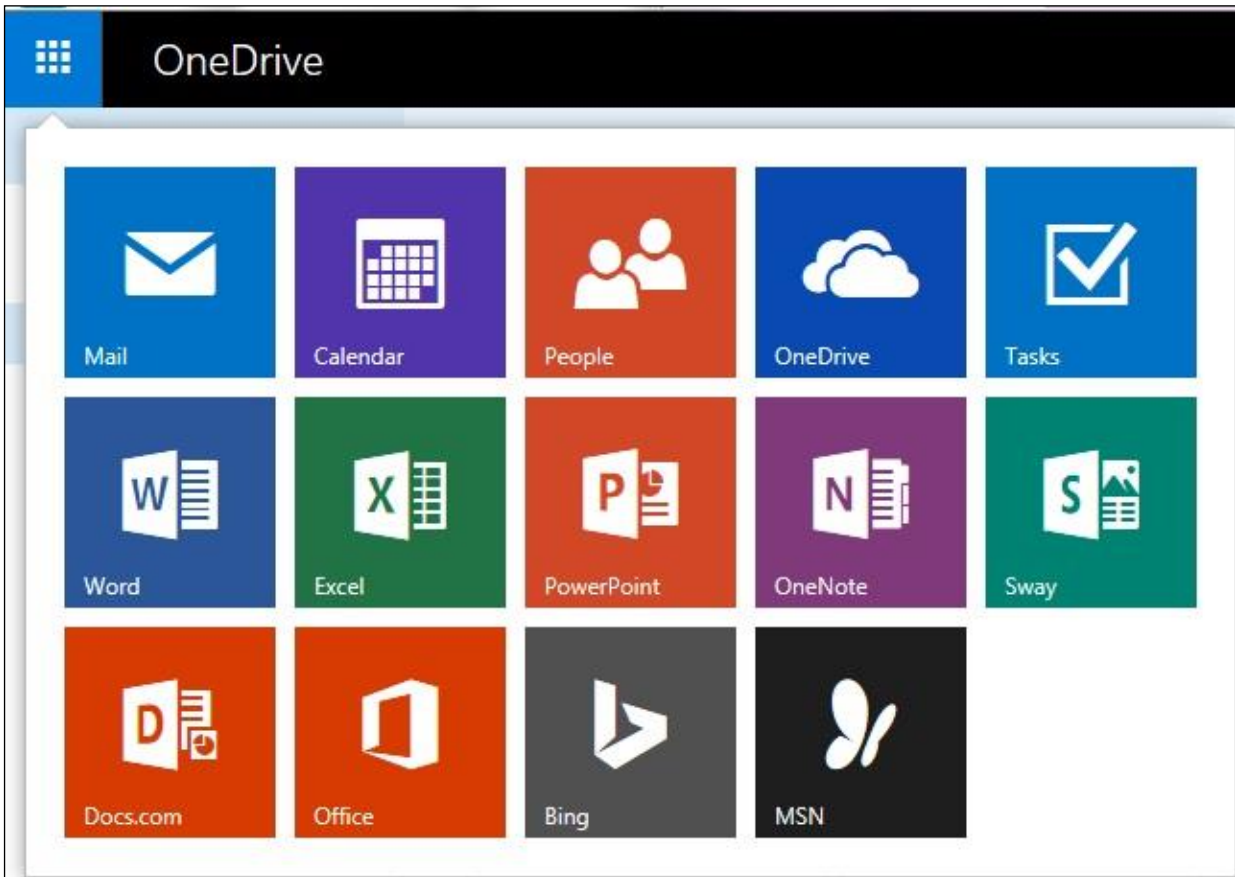 OneDrive
Mail Calendar People OneDrive Tasks
W X P N S
Word Excel PowerPoint OneNote Sway
D
Docs.com Office Bing MSN